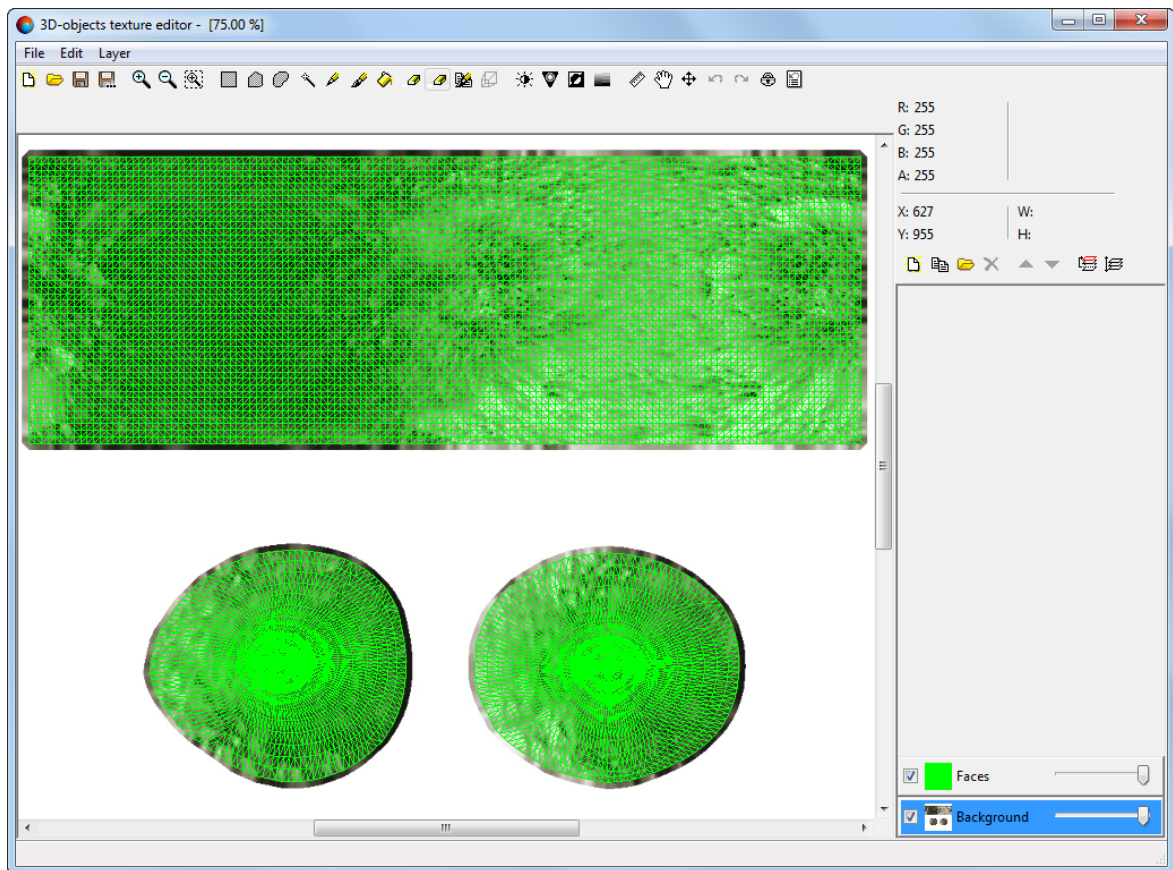 3D-objects texture editor - [75.00 %]
File Edit Layer
R: 255
G: 255
B: 255
A: 255
X: 627 W:
Y: 955 H:
Faces
Background